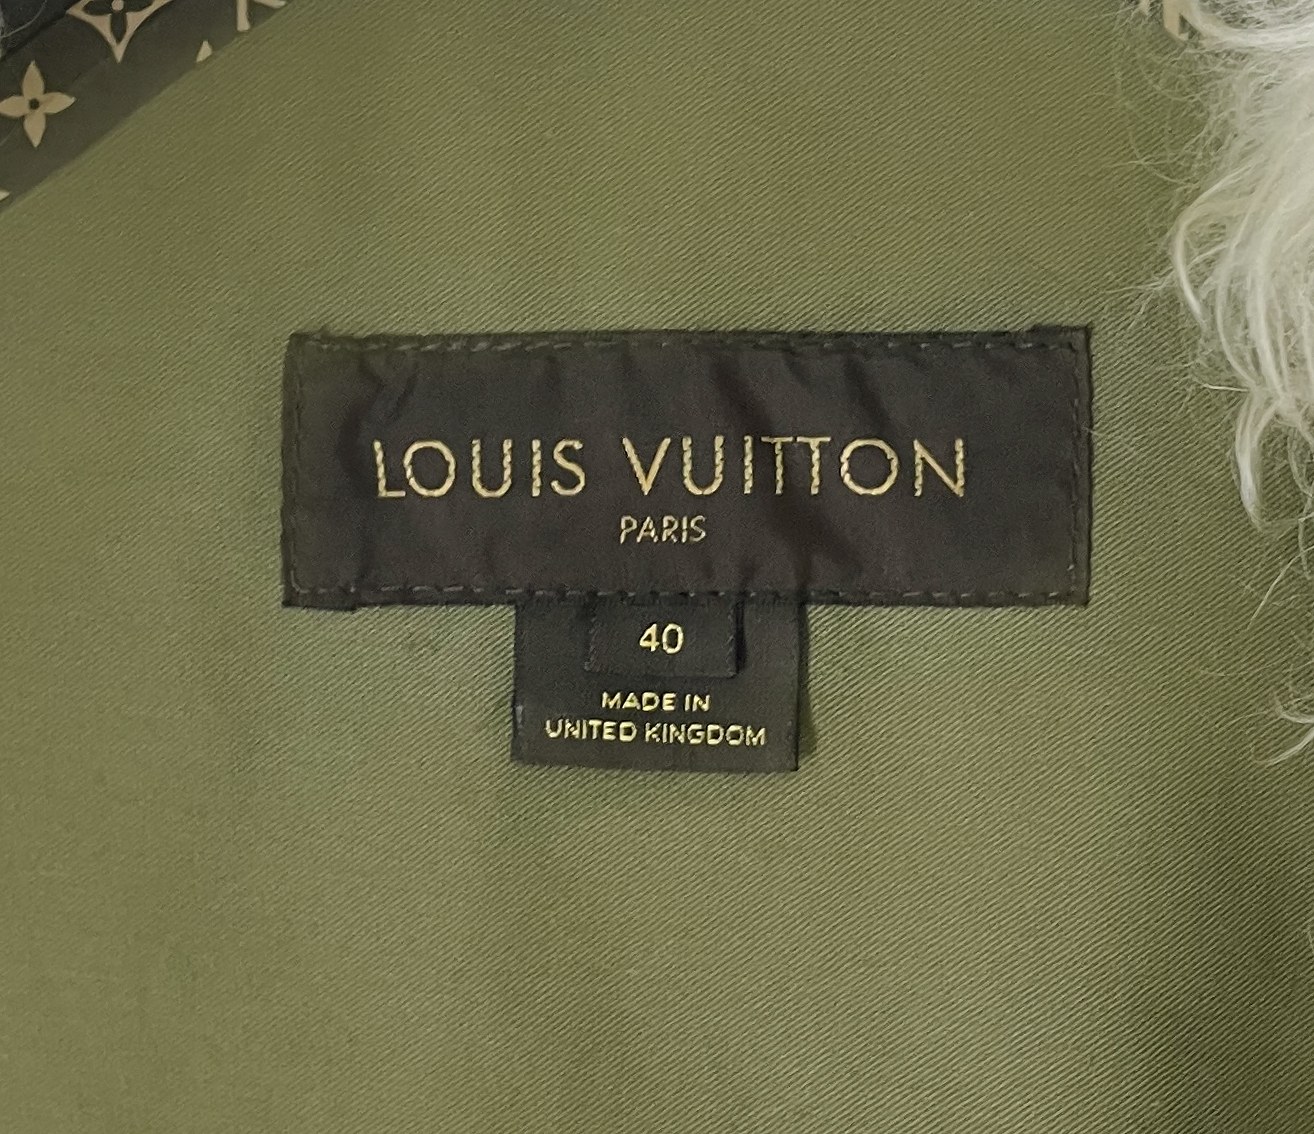 LOUIS VUITTON
PARIS
40
MADE IN
UNITED KINGDOM